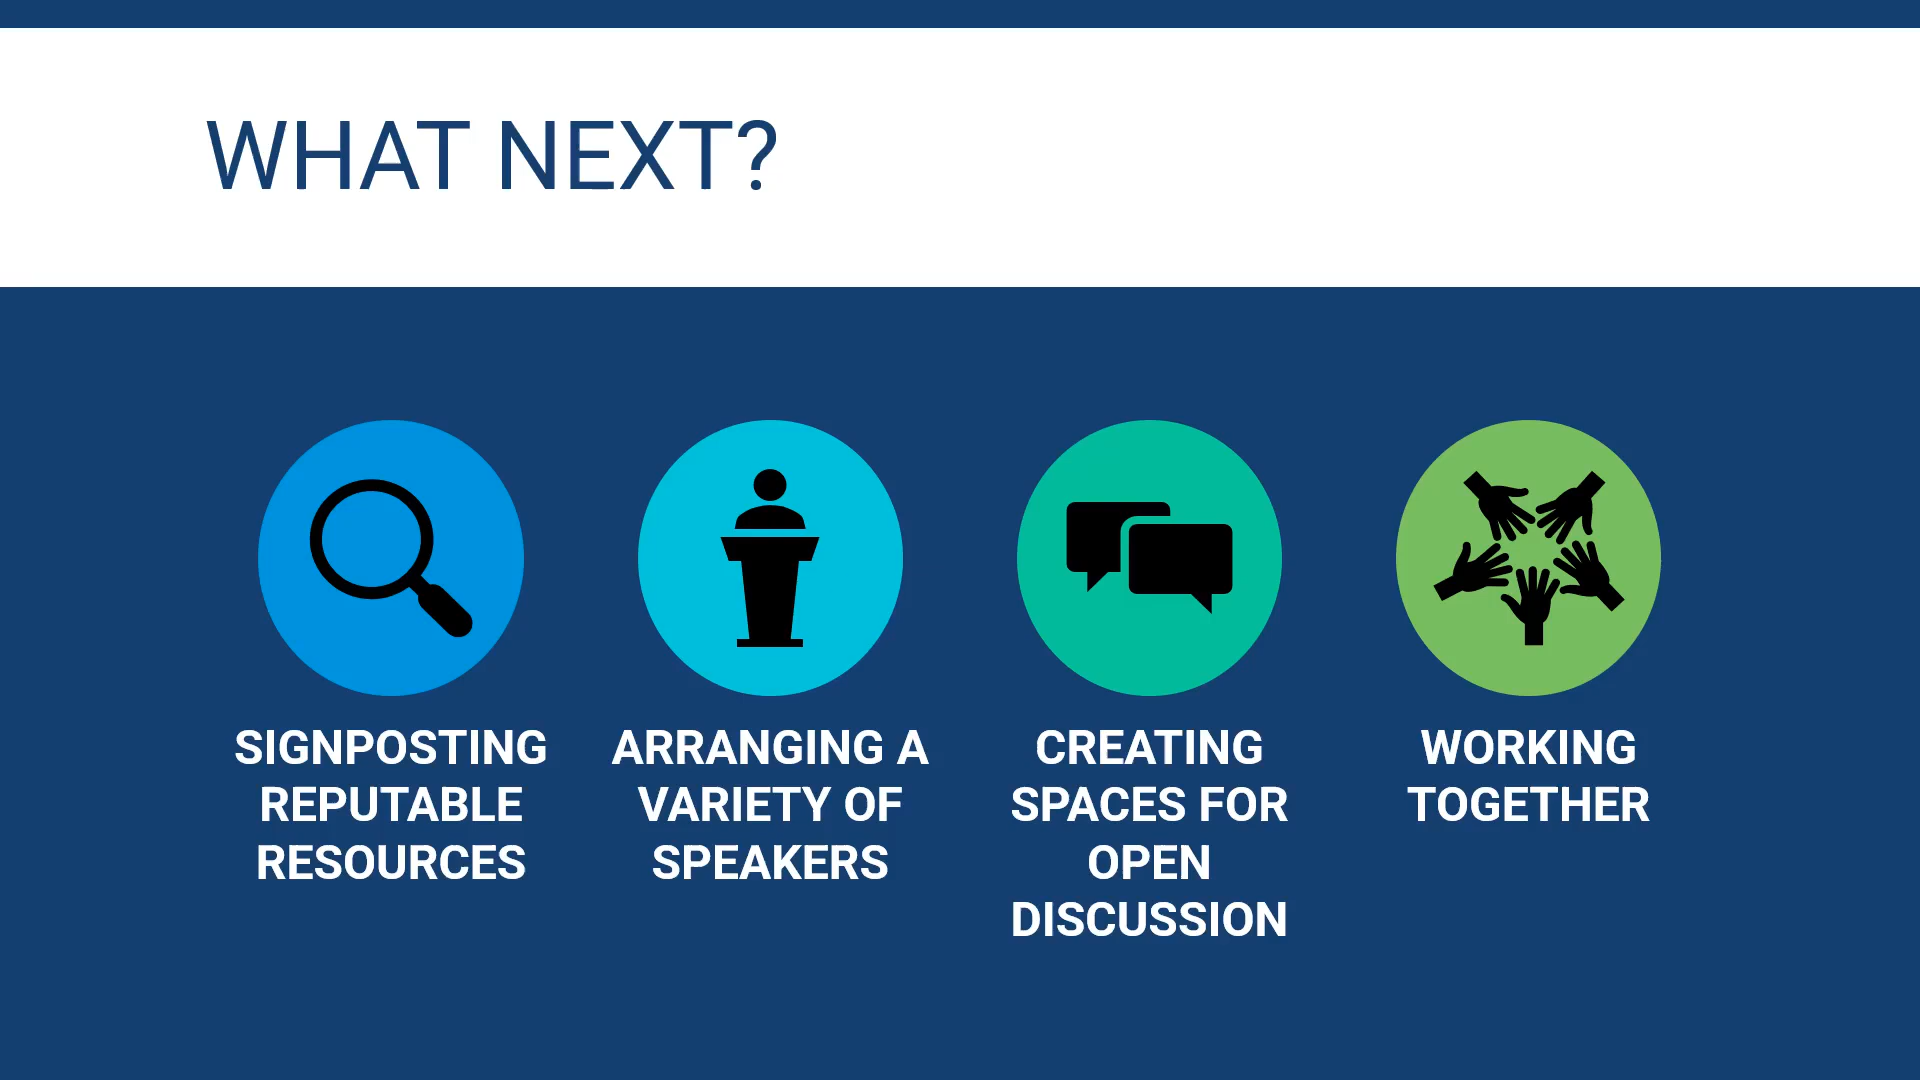 WHAT NEXT?
SIGNPOSTING
REPUTABLE
RESOURCES
ARRANGING A
VARIETY OF
SPEAKERS
CREATING
SPACES FOR
OPEN
DISCUSSION
WORKING
TOGETHER